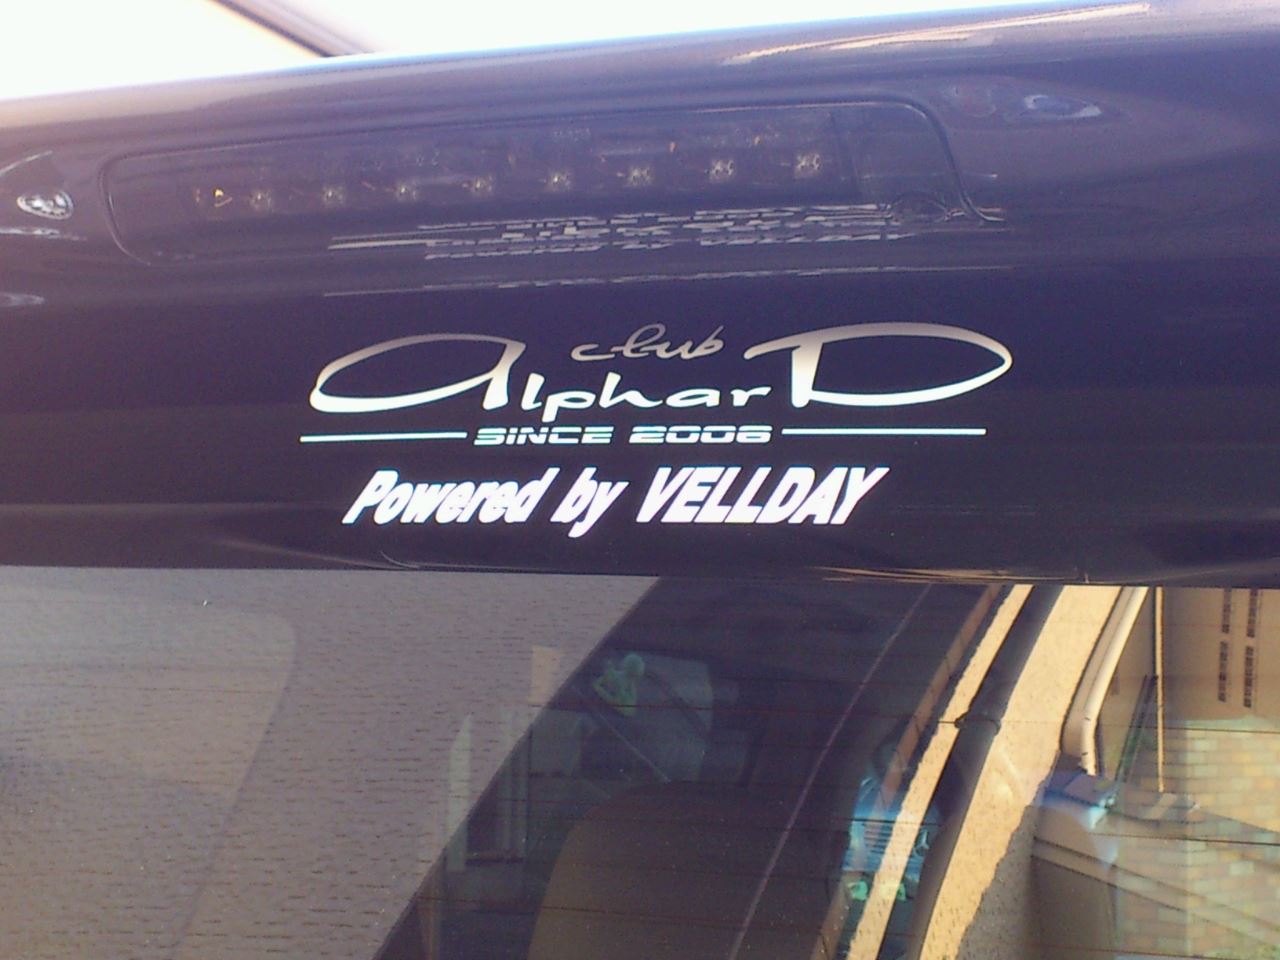 club
AlpharD
SINCE 2006
Powered by VELLDAY